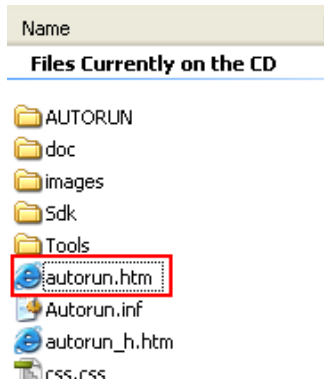 Name
Files Currently on the CD
AUTORUN
doc
images
Sdk
Tools
autorun.htm
Autorun.inf
autorun_h.htm
css.css